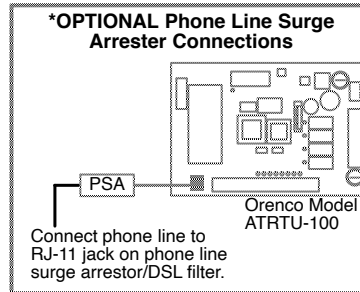 *OPTIONAL Phone Line Surge
Arrester Connections
PSA
Orenco Model
ATRTU-100
Connect phone line to
RJ-11 jack on phone line
surge arrestor/DSL filter.